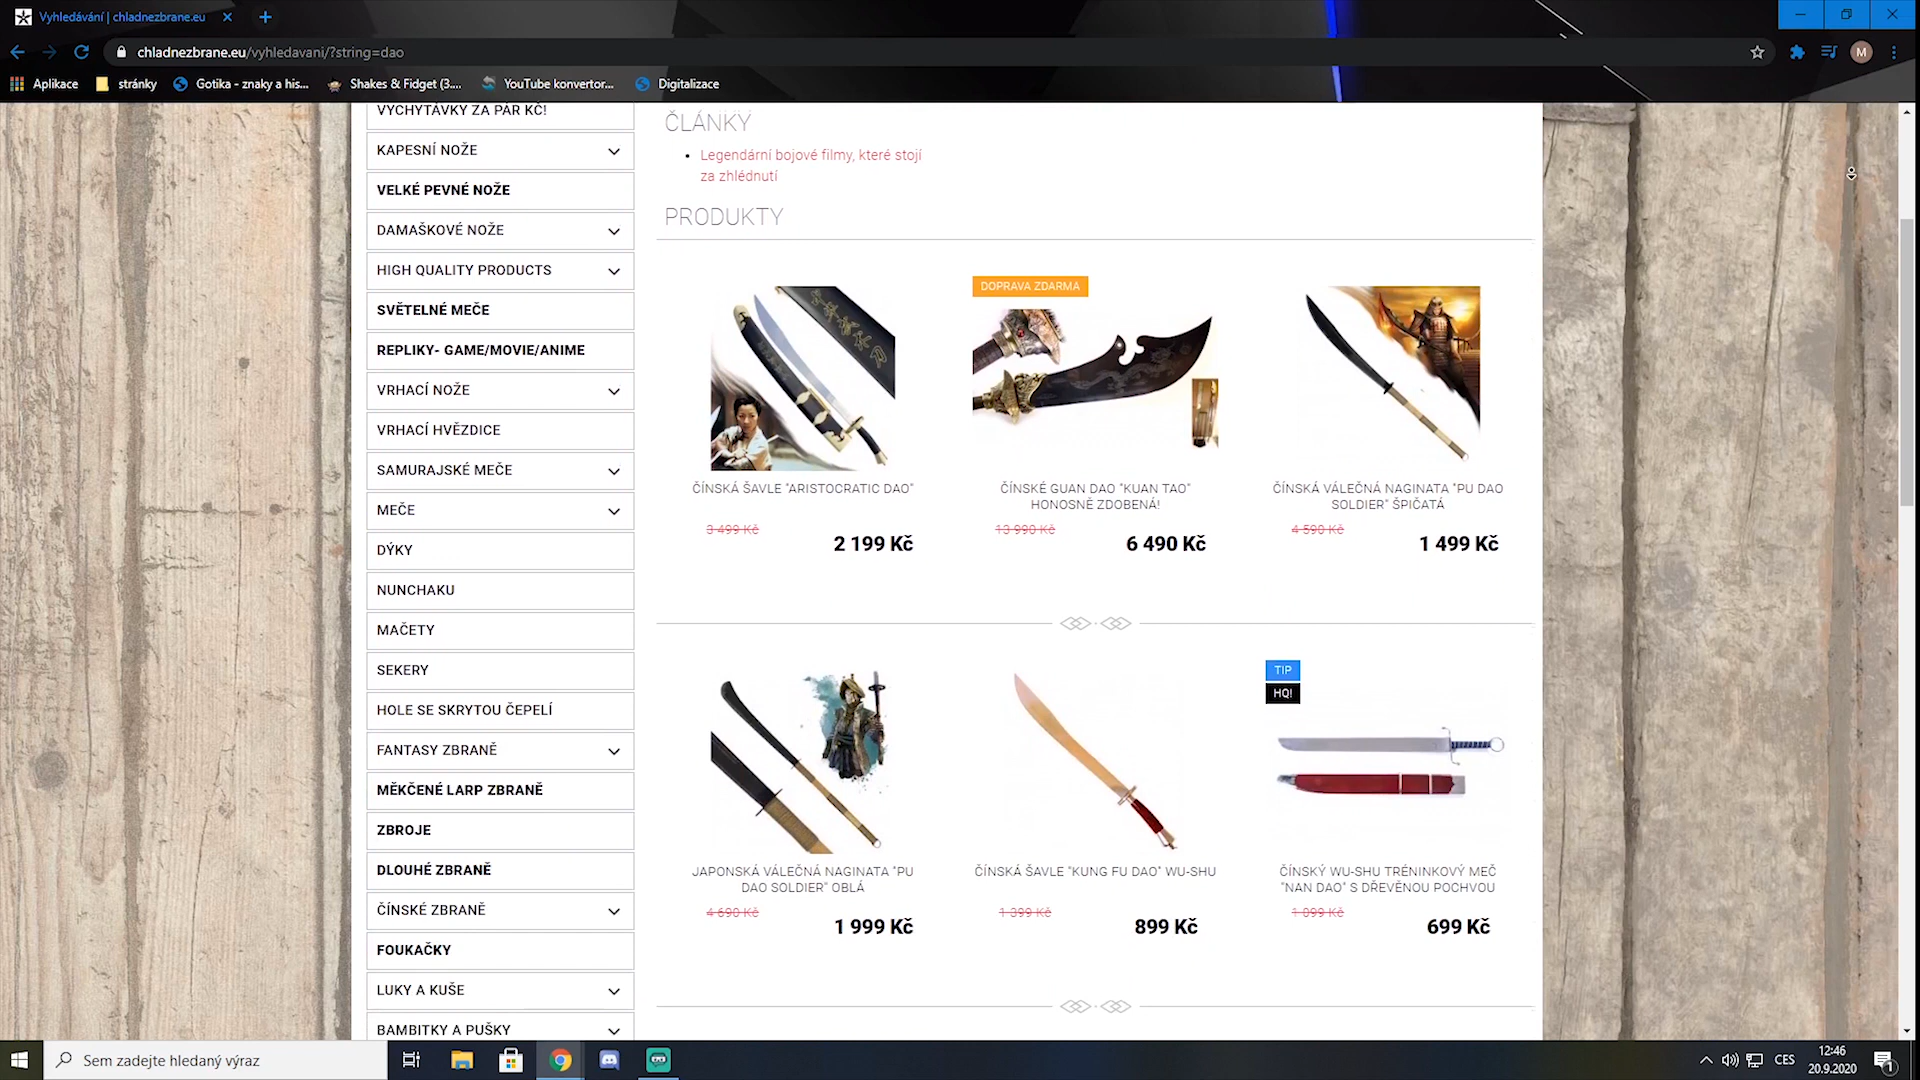 Vyhledávání | chladnezbrane.eu
chladnezbrane.eu/vyhledavani/?string=dao
M
Aplikace
stránky
Gotika - znaky a his...
Shakes & Fidget (3....
YouTube konvertor...
Digitalizace
VYCHYTÁVKY ZA PÁR KČ!
KAPESNÍ NOŽE
VELKÉ PEVNÉ NOŽE
DAMAŠKOVÉ NOŽE
HIGH QUALITY PRODUCTS
SVĚTELNÉ MEČE
REPLIKY- GAME/MOVIE/ANIME
VRHACÍ NOŽE
VRHACÍ HVĚZDICE
SAMURAJSKÉ MEČE
MEČE
DÝKY
NUNCHAKU
MAČETY
SEKERY
HOLE SE SKRYTOU ČEPELÍ
FANTASY ZBRANĚ
MĚKČENÉ LARP ZBRANĚ
ZBROJE
DLOUHÉ ZBRANĚ
ČÍNSKÉ ZBRANĚ
FOUKAČKY
LUKY A KUŠE
BAMBITKY A PUŠKY
ČLÁNKY
Legendární bojové filmy, které stojí
za zhlédnutí
PRODUKTY
ČÍNSKÁ ŠAVLE "ARISTOCRATIC DAO"
3 499 Kč
2 199 Kč
DOPRAVA ZDARMA
ČÍNSKÉ GUAN DAO "KUAN TAO"
HONOSNĚ ZDOBENÁ!
13 990 Kč
6 490 Kč
ČÍNSKÁ VÁLEČNÁ NAGINATA "PU DAO
SOLDIER" ŠPIČATÁ
4 590 Kč
1 499 Kč
JAPONSKÁ VÁLEČNÁ NAGINATA "PU
DAO SOLDIER" OBLÁ
4 690 Kč
1 999 Kč
ČÍNSKÁ ŠAVLE "KUNG FU DAO" WU-SHU
1 399 Kč
899 Kč
TIP
HQ!
ČÍNSKÝ WU-SHU TRÉNINKOVÝ MEČ
"NAN DAO" S DŘEVĚNOU POCHVOU
1 099 Kč
699 Kč
Sem zadejte hledaný výraz
CES
12:46
20.9.2020
1